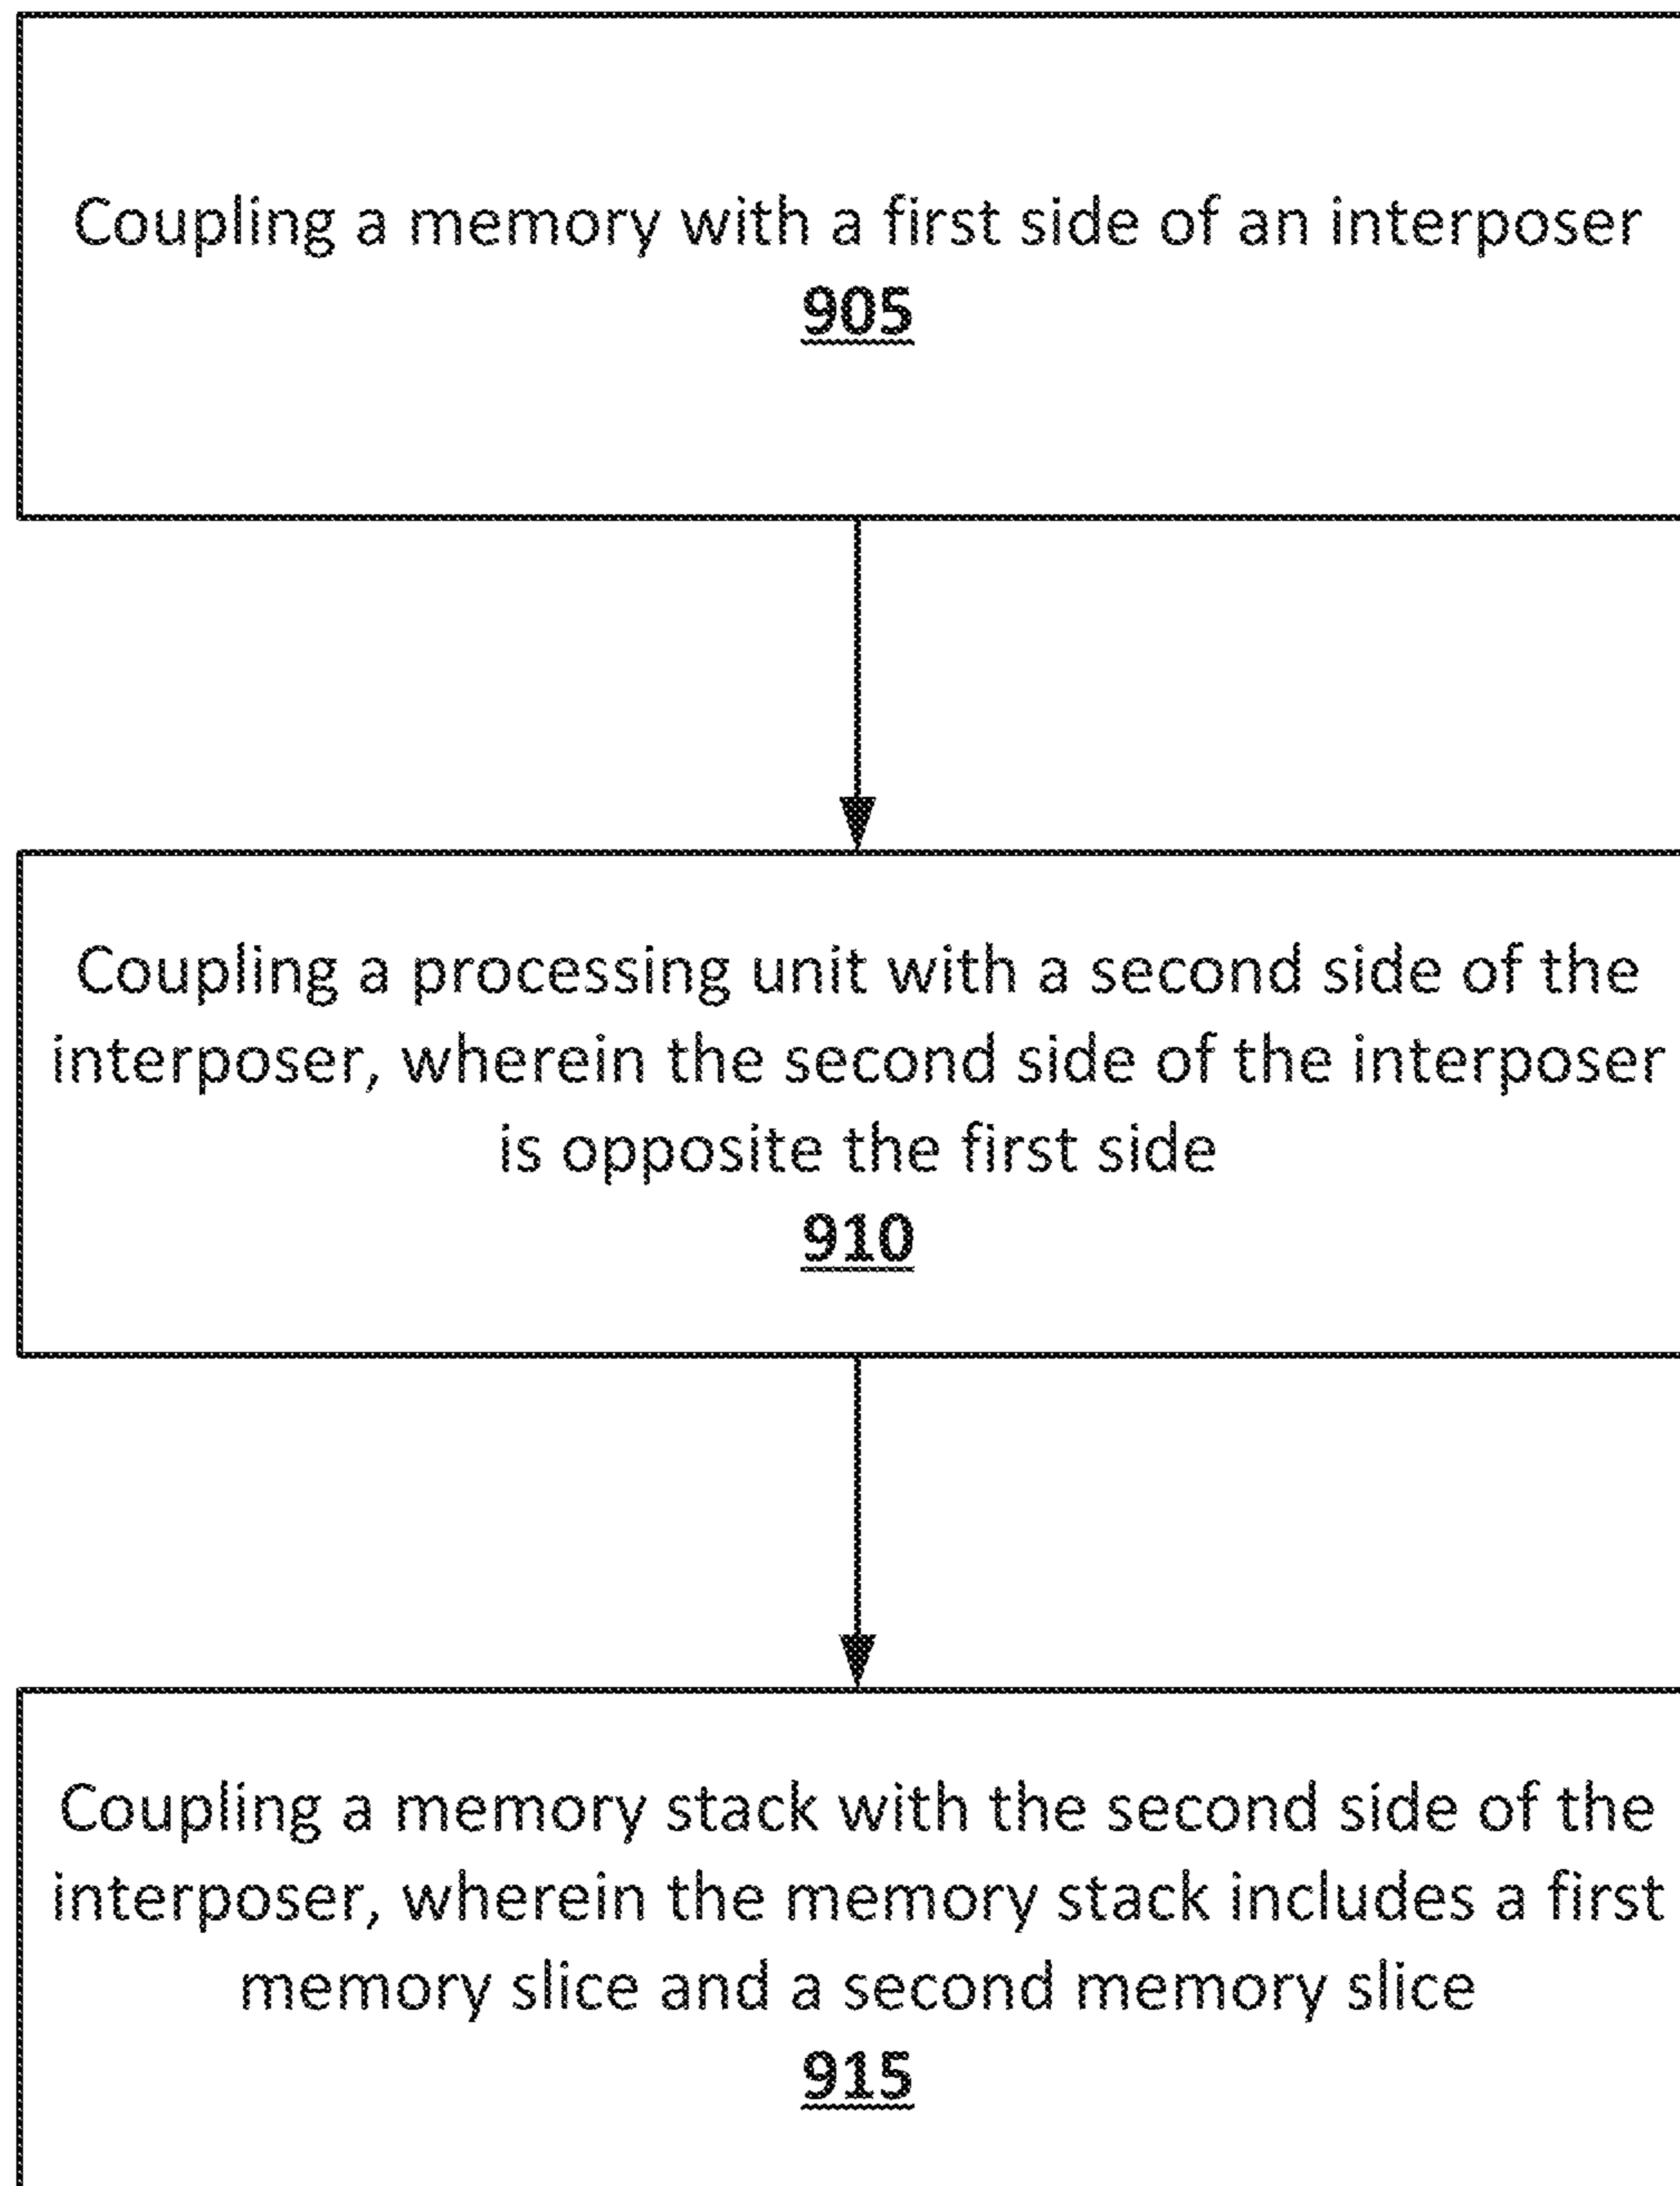 Coupling a memory with a first side of an interposer
905
Coupling a processing unit with a second side of the
interposer, wherein the second side of the interposer
is opposite the first side
910
Coupling a memory stack with the second side of the
interposer, wherein the memory stack includes a first
memory slice and a second memory slice
915